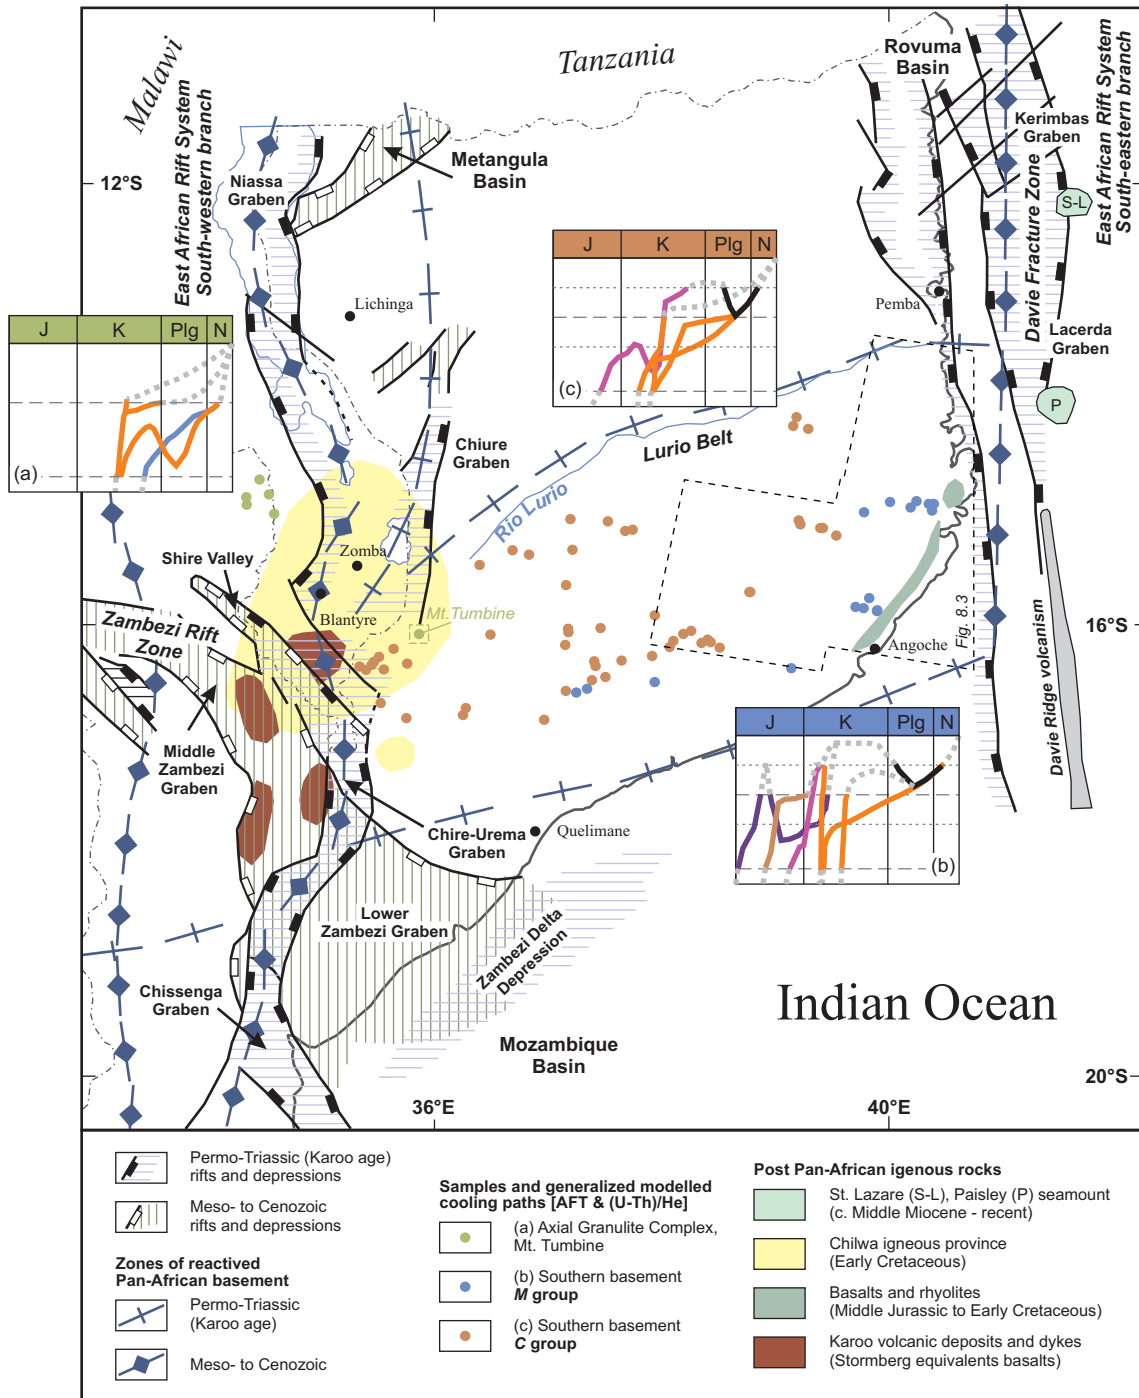 Malawi
Tanzania
East African Rift System
South-western branch
Rovuma
Basin
Kerimbas
Graben
Metangula
Basin
Niassa
Graben
12°S
Davie Fracture Zone
East African Rift System
South-eastern branch
S-L
J K Plg N
(c)
Lichinga
Pemba
Lacerda
Graben
P
J K Plg N
(a)
Chiure
Graben
Lurio Belt
Rio Lurio
Shire Valley
Zomba
Blantyre
Mt.Tumbine
Zambezi Rift
Zone
Fig. 8.3
16°S
Angoche
Davie Ridge volcanism
J K Plg N
(b)
Middle
Zambezi
Graben
Chire-Urema
Graben
Quelimane
Lower
Zambezi Graben
Zambezi Delta
Depression
Chissenga
Graben
Indian Ocean
Mozambique
Basin
20°S
36°E
40°E
Permo-Triassic (Karoo age)
rifts and depressions
Meso- to Cenozoic
rifts and depressions
Zones of reactived
Pan-African basement
Permo-Triassic
(Karoo age)
Meso- to Cenozoic
Samples and generalized modelled
cooling paths [AFT & (U-Th)/He]
(a) Axial Granulite Complex,
Mt. Tumbine
(b) Southern basement
M group
(c) Southern basement
C group
Post Pan-African igenous rocks
St. Lazare (S-L), Paisley (P) seamount
(c. Middle Miocene - recent)
Chilwa igneous province
(Early Cretaceous)
Basalts and rhyolites
(Middle Jurassic to Early Cretaceous)
Karoo volcanic deposits and dykes
(Stormberg equivalents basalts)